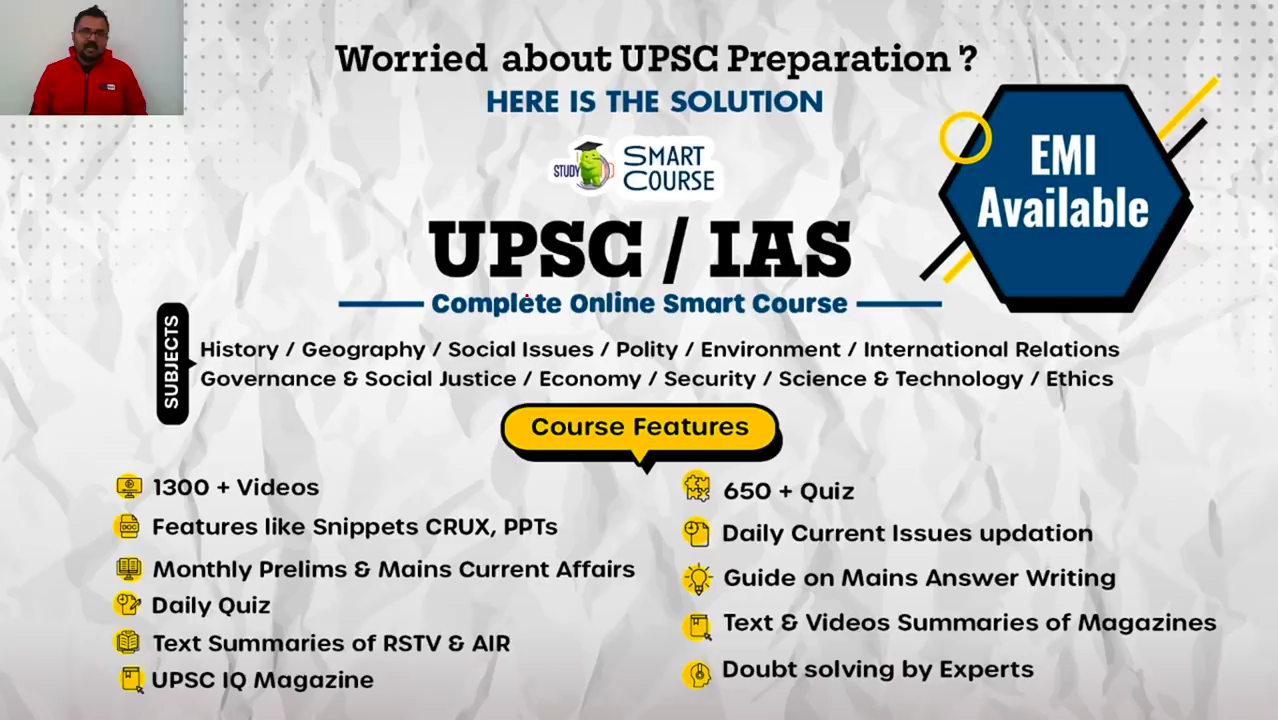 Worried about UPSC Preparation ?
HERE IS THE SOLUTION
STUDY
SMART
COURSE
EMI
Available
UPSC / IAS
Complete Online Smart Course
SUBJECTS
History / Geography / Social Issues / Polity / Environment / International Relations
Governance & Social Justice / Economy / Security / Science & Technology / Ethics
Course Features
1300 + Videos
Features like Snippets CRUX, PPTs
DOC
Monthly Prelims & Mains Current Affairs
Daily Quiz
Text Summaries of RSTV & AIR
UPSC IQ Magazine
650 + Quiz
Daily Current Issues updation
Guide on Mains Answer Writing
Text & Videos Summaries of Magazines
Doubt solving by Experts